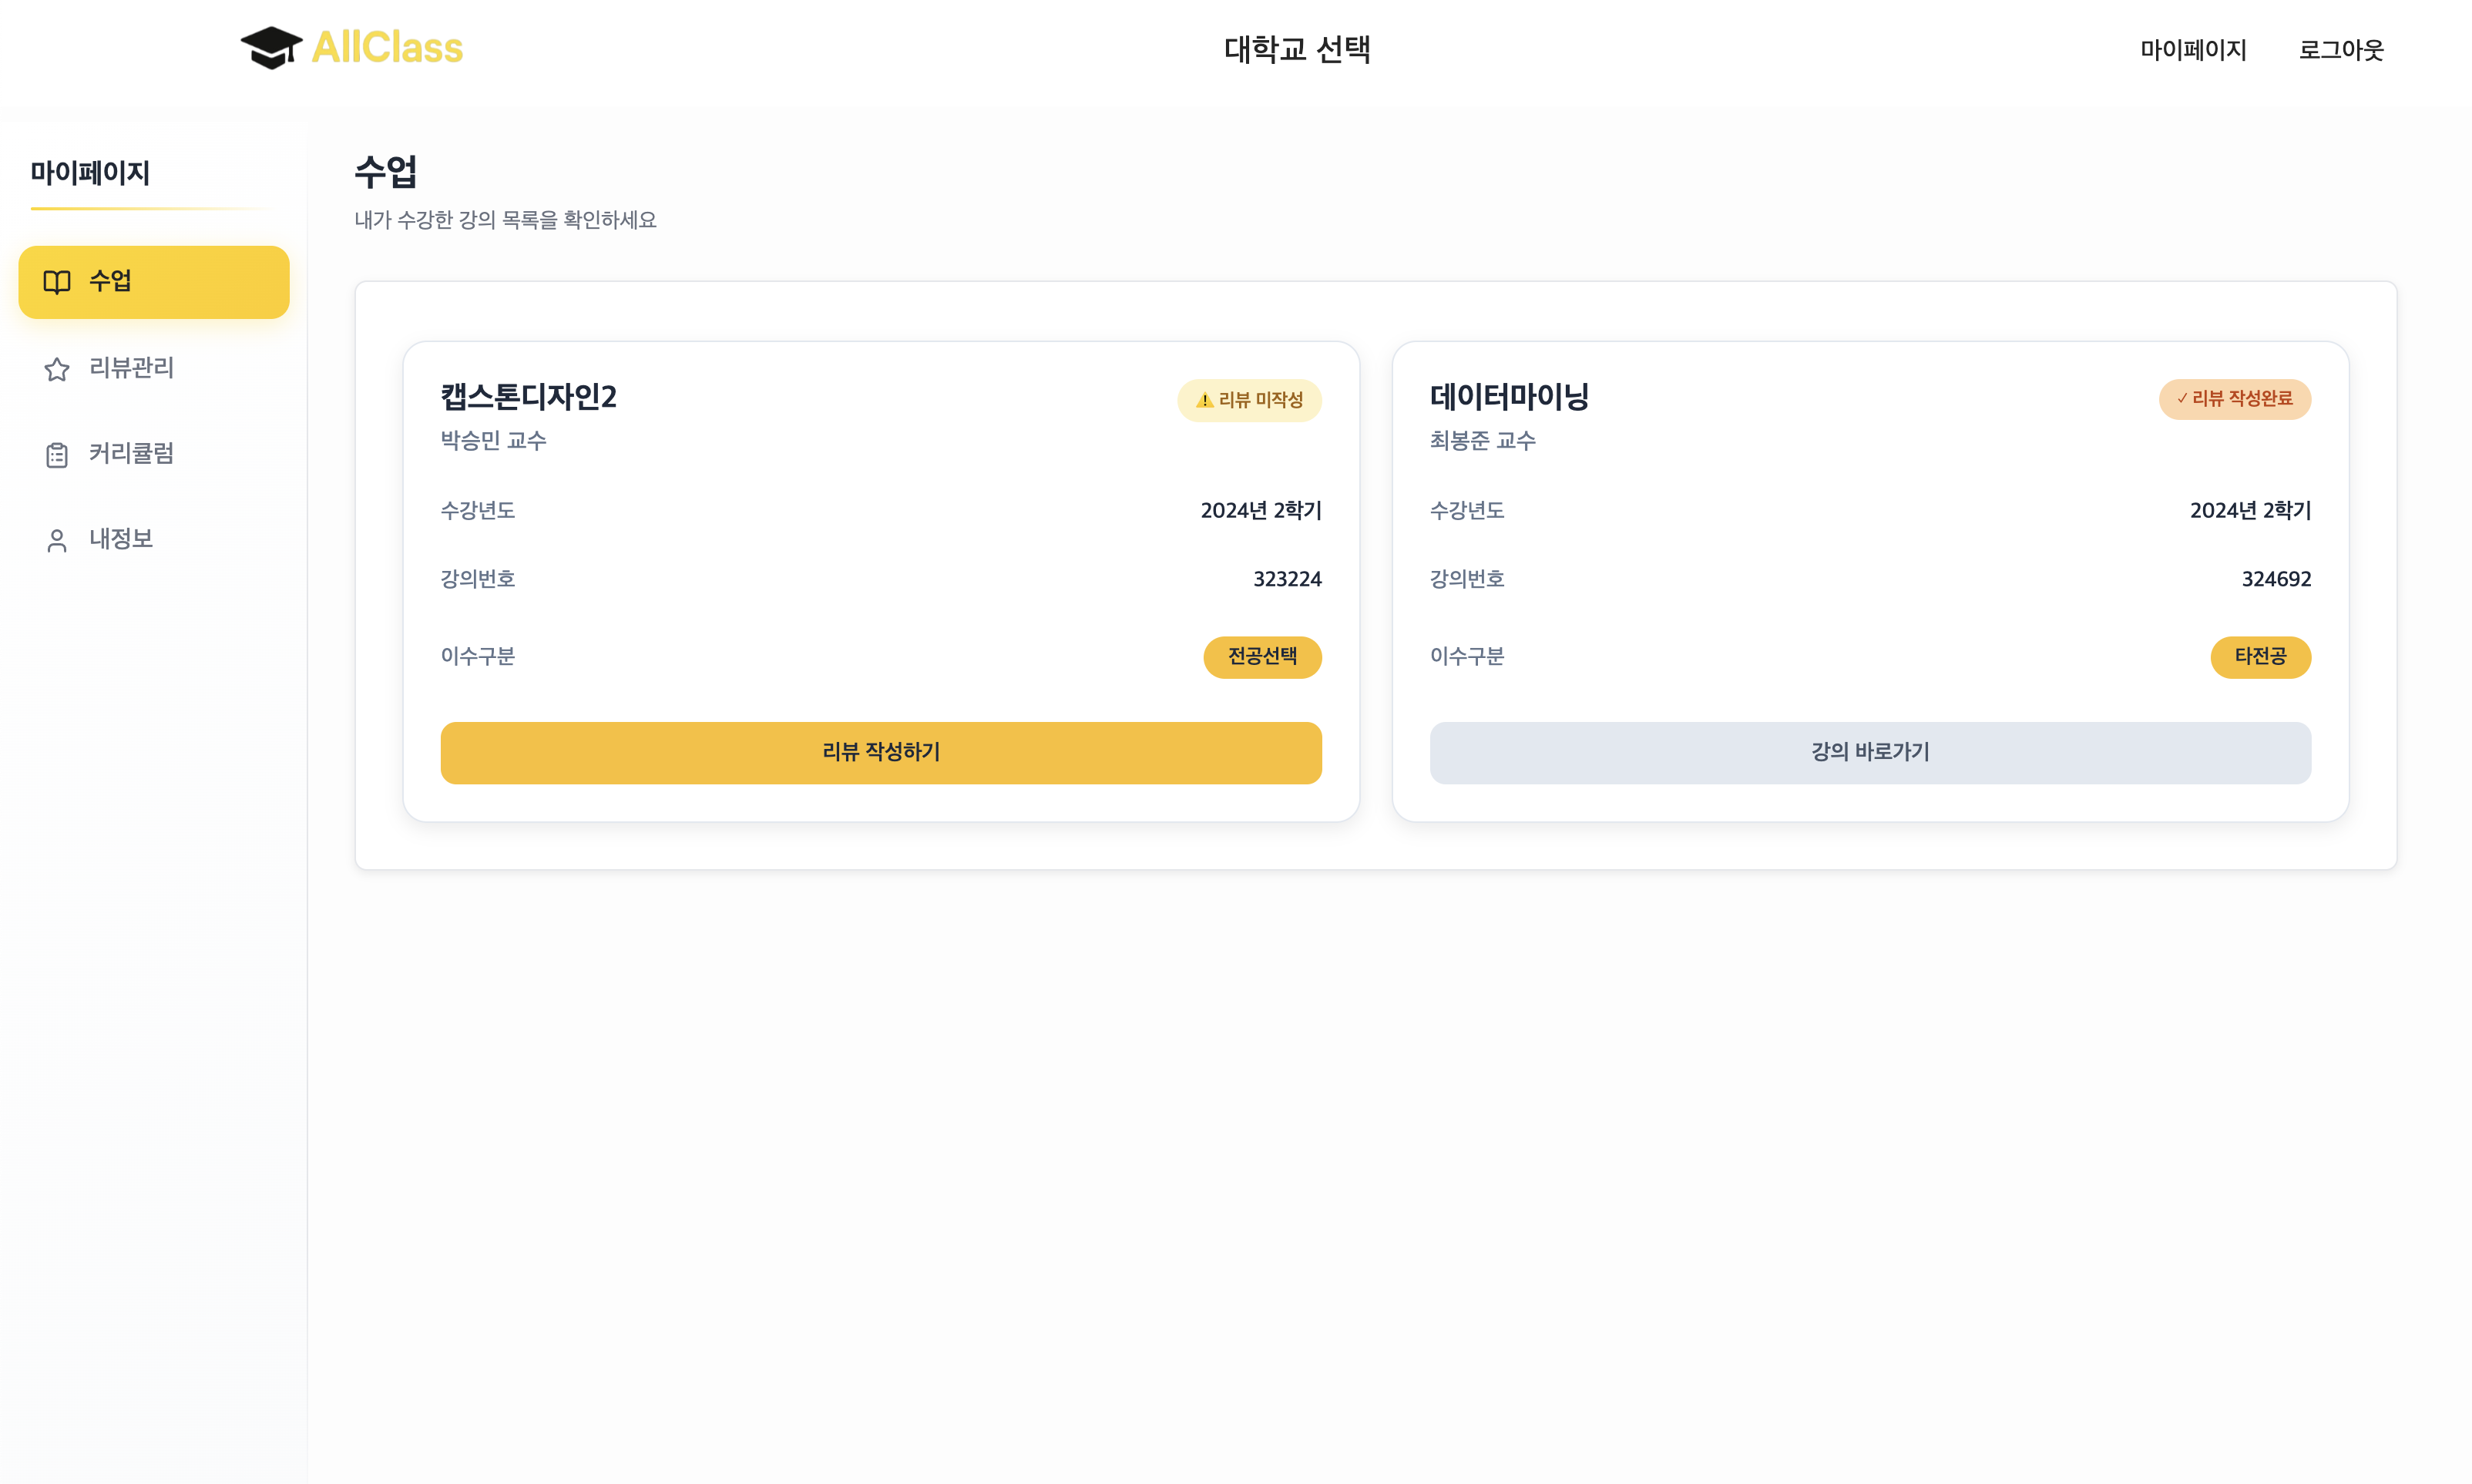 AllClass
대학교 선택
마이페이지
로그아웃
마이페이지
수업
리뷰관리
커리큘럼
내정보
수업
내가 수강한 강의 목록을 확인하세요
캡스톤디자인2
⚠️ 리뷰 미작성
박승민 교수
수강년도 2024년 2학기
강의번호 323224
이수구분 전공선택
리뷰 작성하기
데이터마이닝
✓ 리뷰 작성완료
최봉준 교수
수강년도 2024년 2학기
강의번호 324692
이수구분 타전공
강의 바로가기